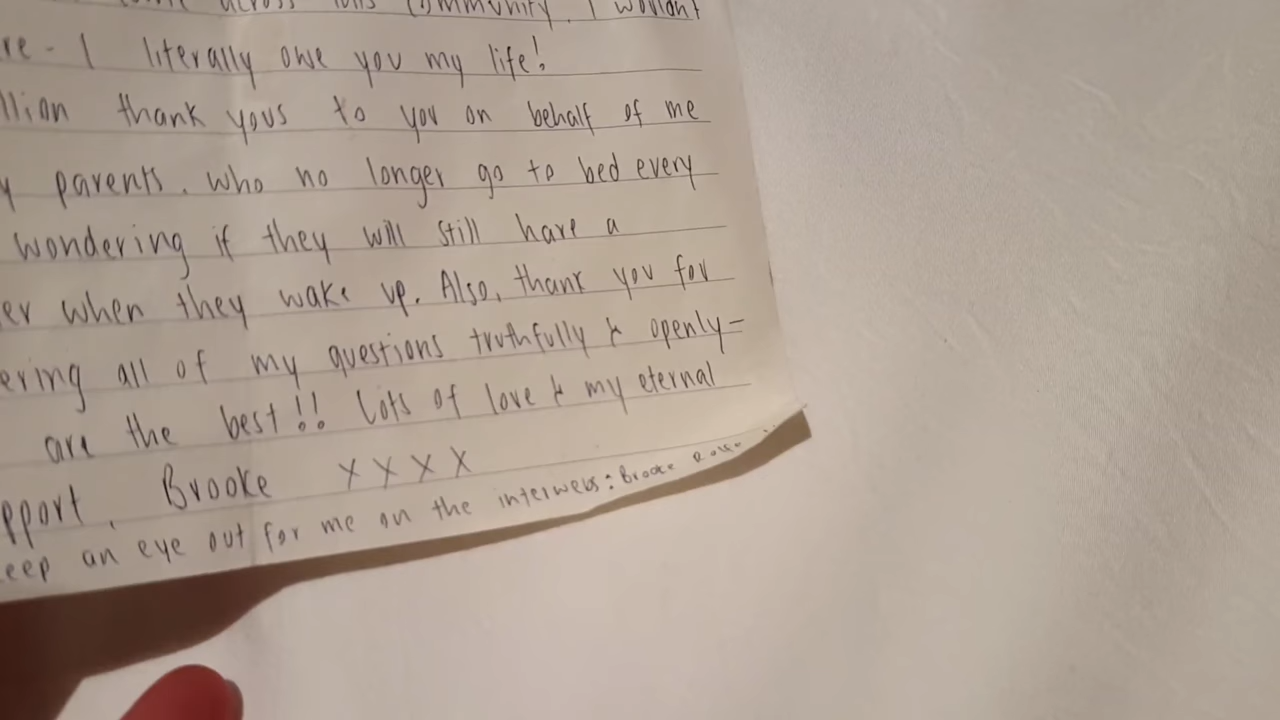 across this community. I wouldn't
re - I literally owe you my life!
llion thank yous to you on behalf of me
y parents. who no longer go to bed every
wondering if they will still have a
er when they wake up. Also, thank you for
ering all of my questions truthfully & openly-
are the best!! Lots of love & my eternal
pport, Brooke XXXX
eep an eye out for me on the interwebs: Brooke